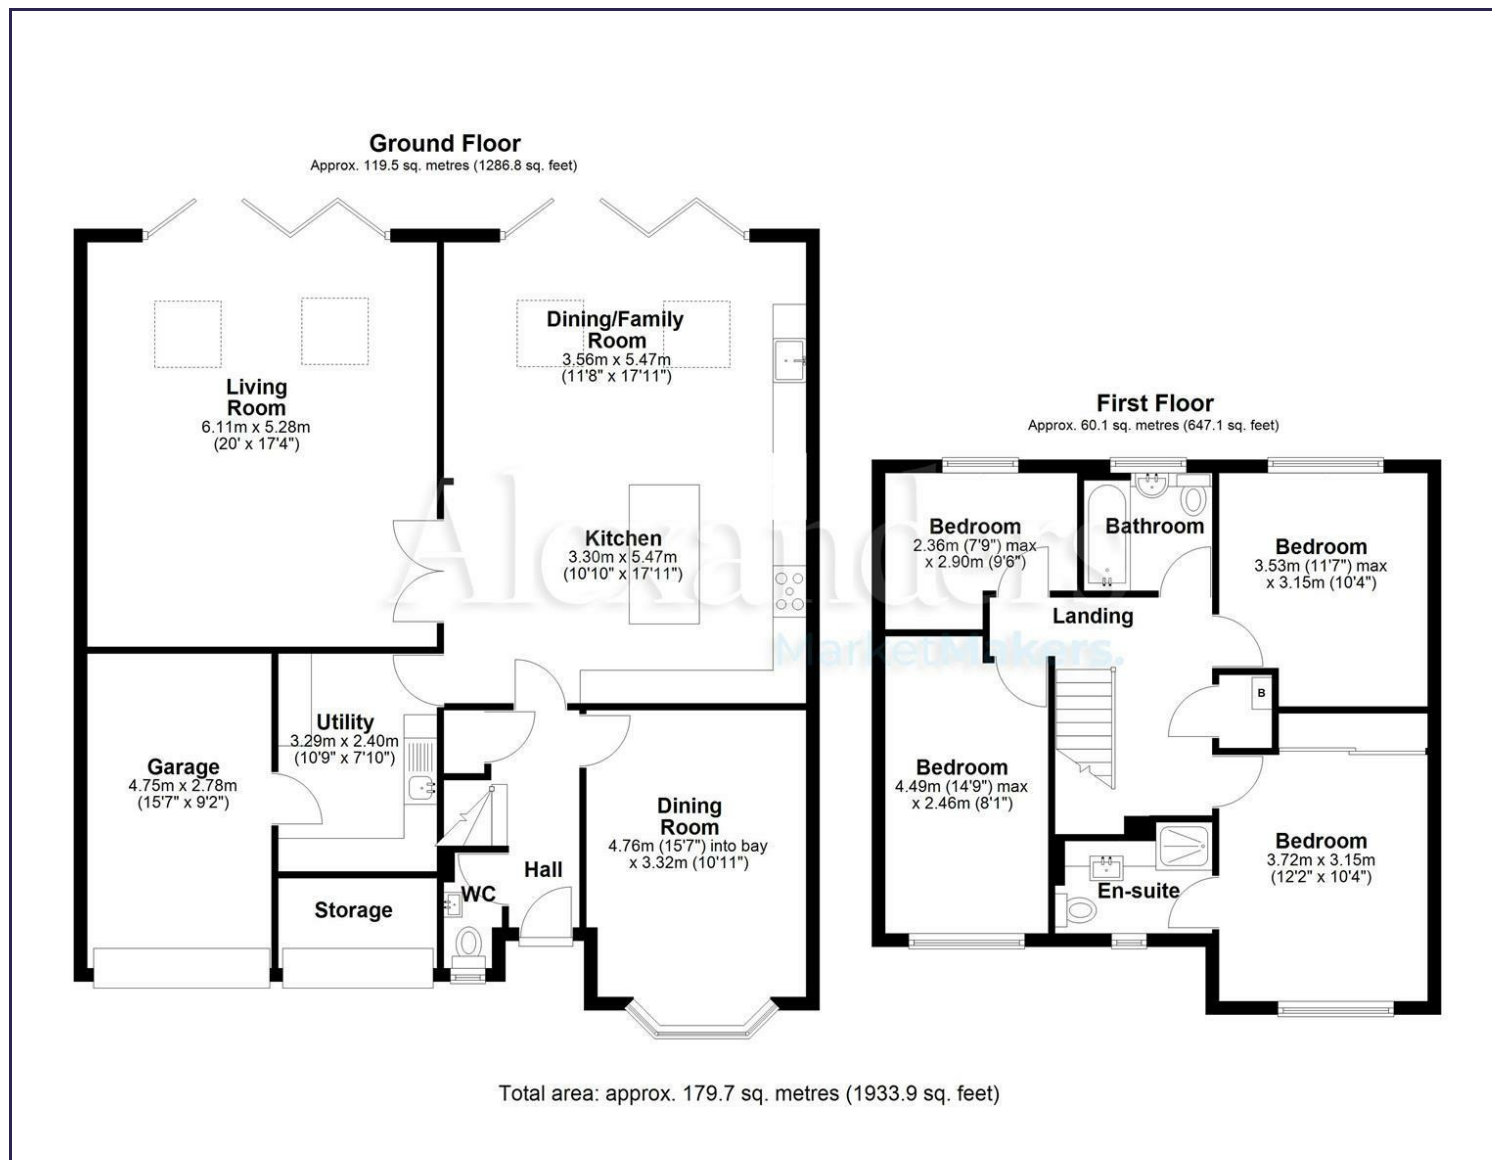 Ground Floor
Approx. 119.5 sq. metres (1286.8 sq. feet)
Dining/Family
Room
3.56m x 5.47m
(11'8" x 17'11")
Living
Room
6.11m x 5.28m
(20' x 17'4")
Kitchen
3.30m x 5.47m
(10'10" x 17'11")
Utility
3.29m x 2.40m
(10'9" x 7'10")
Garage
4.75m x 2.78m
(15'7" x 9'2")
Dining
Room
4.76m (15'7") into bay
x 3.32m (10'11")
Hall
WC
Storage
First Floor
Approx. 60.1 sq. metres (647.1 sq. feet)
Bedroom
2.36m (7'9") max
x 2.90m (9'6")
Bathroom
Bedroom
3.53m (11'7") max
x 3.15m (10'4")
Landing
B
Bedroom
4.49m (14'9") max
x 2.46m (8'1")
Bedroom
3.72m x 3.15m
(12'2" x 10'4")
En-suite
Alexanders
MarketMakers.
Total area: approx. 179.7 sq. metres (1933.9 sq. feet)